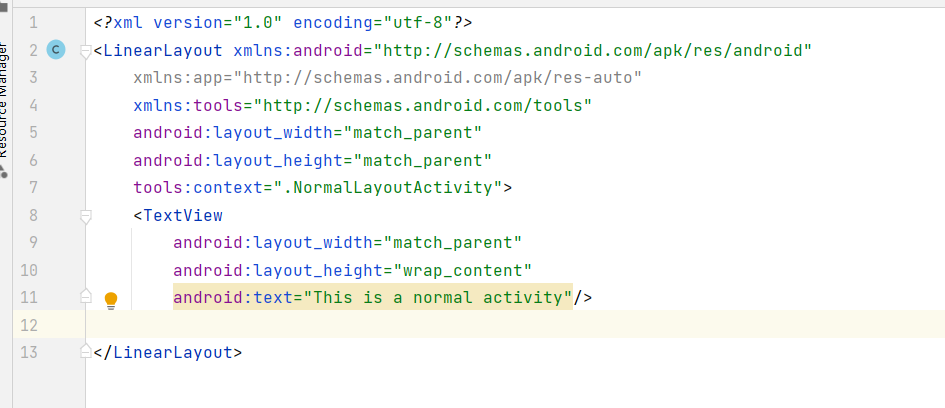 Resource Manager
1 <?xml version="1.0" encoding="utf-8"?>
2 C <LinearLayout xmlns:android="http://schemas.android.com/apk/res/android"
3 xmlns:app="http://schemas.android.com/apk/res-auto"
4 xmlns:tools="http://schemas.android.com/tools"
5 android:layout_width="match_parent"
6 android:layout_height="match_parent"
7 tools:context=".NormalLayoutActivity">
8 <TextView
9 android:layout_width="match_parent"
10 android:layout_height="wrap_content"
11 android:text="This is a normal activity"/>
12
13 </LinearLayout>